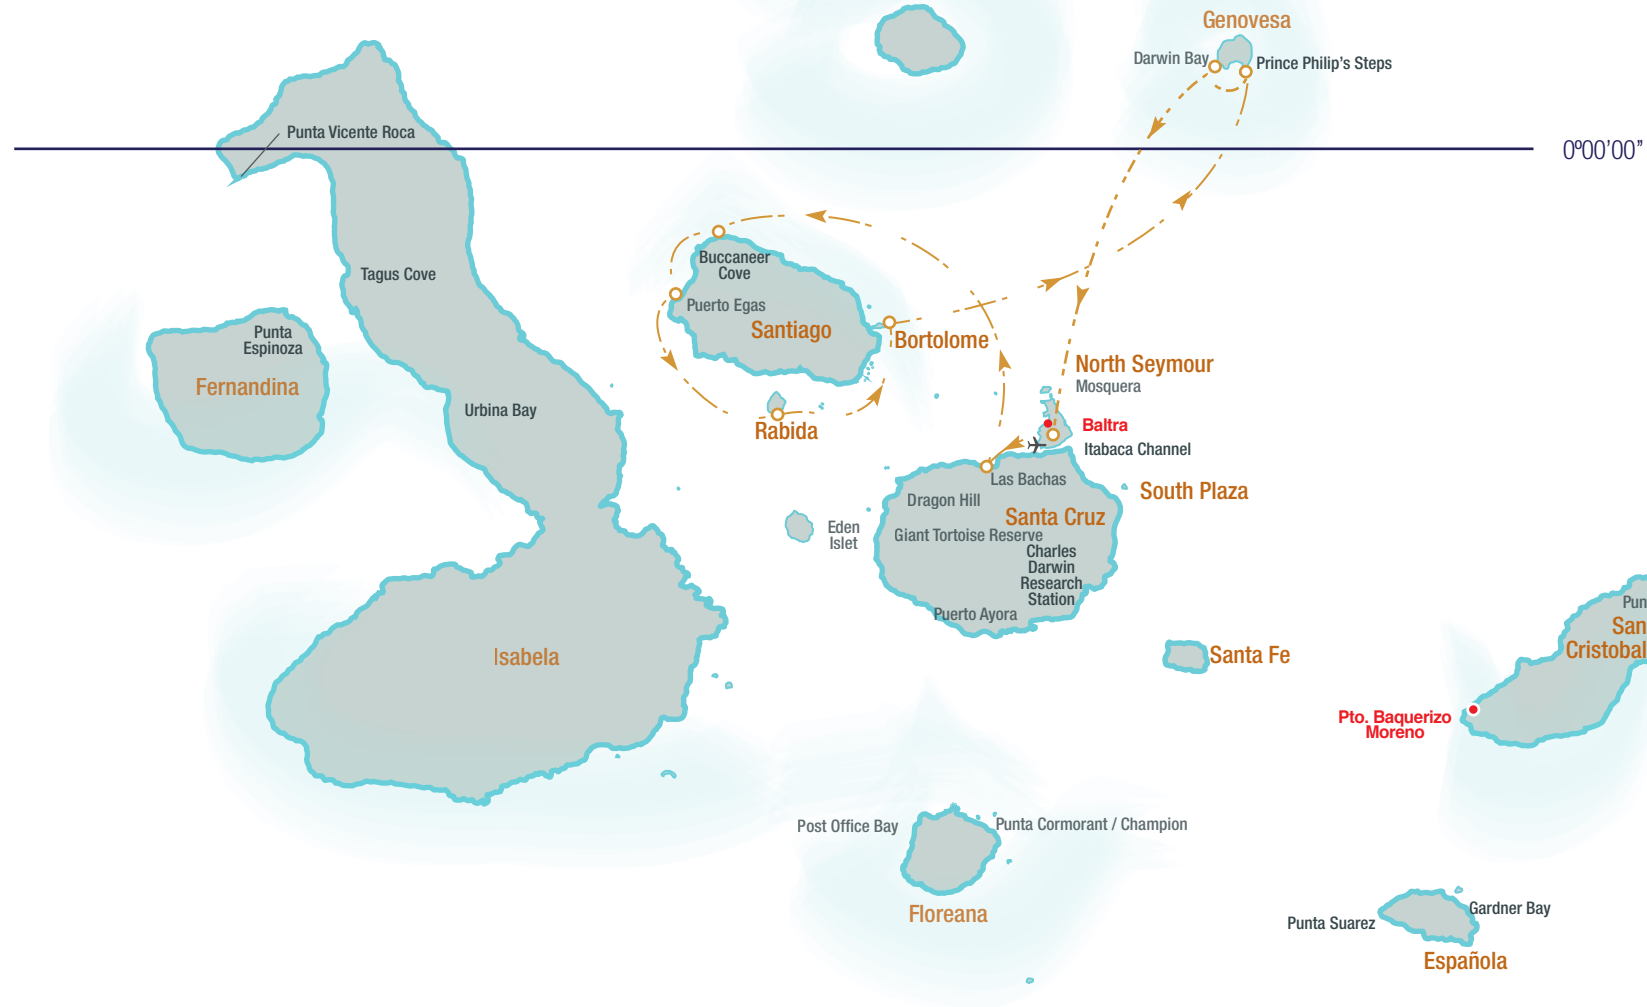 Genovesa
Darwin Bay
Prince Philip's Steps
Punta Vicente Roca
0º00'00"
Tagus Cove
Buccaneer
Cove
Puerto Egas
Santiago
Bortolome
Punta
Espinoza
Fernandina
North Seymour
Mosquera
Urbina Bay
Rabida
Baltra
Itabaca Channel
Las Bachas
South Plaza
Dragon Hill
Santa Cruz
Eden
Islet
Giant Tortoise Reserve
Charles
Darwin
Research
Station
Puerto Ayora
Isabela
Santa Fe
Pun
San
Cristobal
Pto. Baquerizo
Moreno
Post Office Bay
Punta Cormorant / Champion
Floreana
Gardner Bay
Punta Suarez
Española